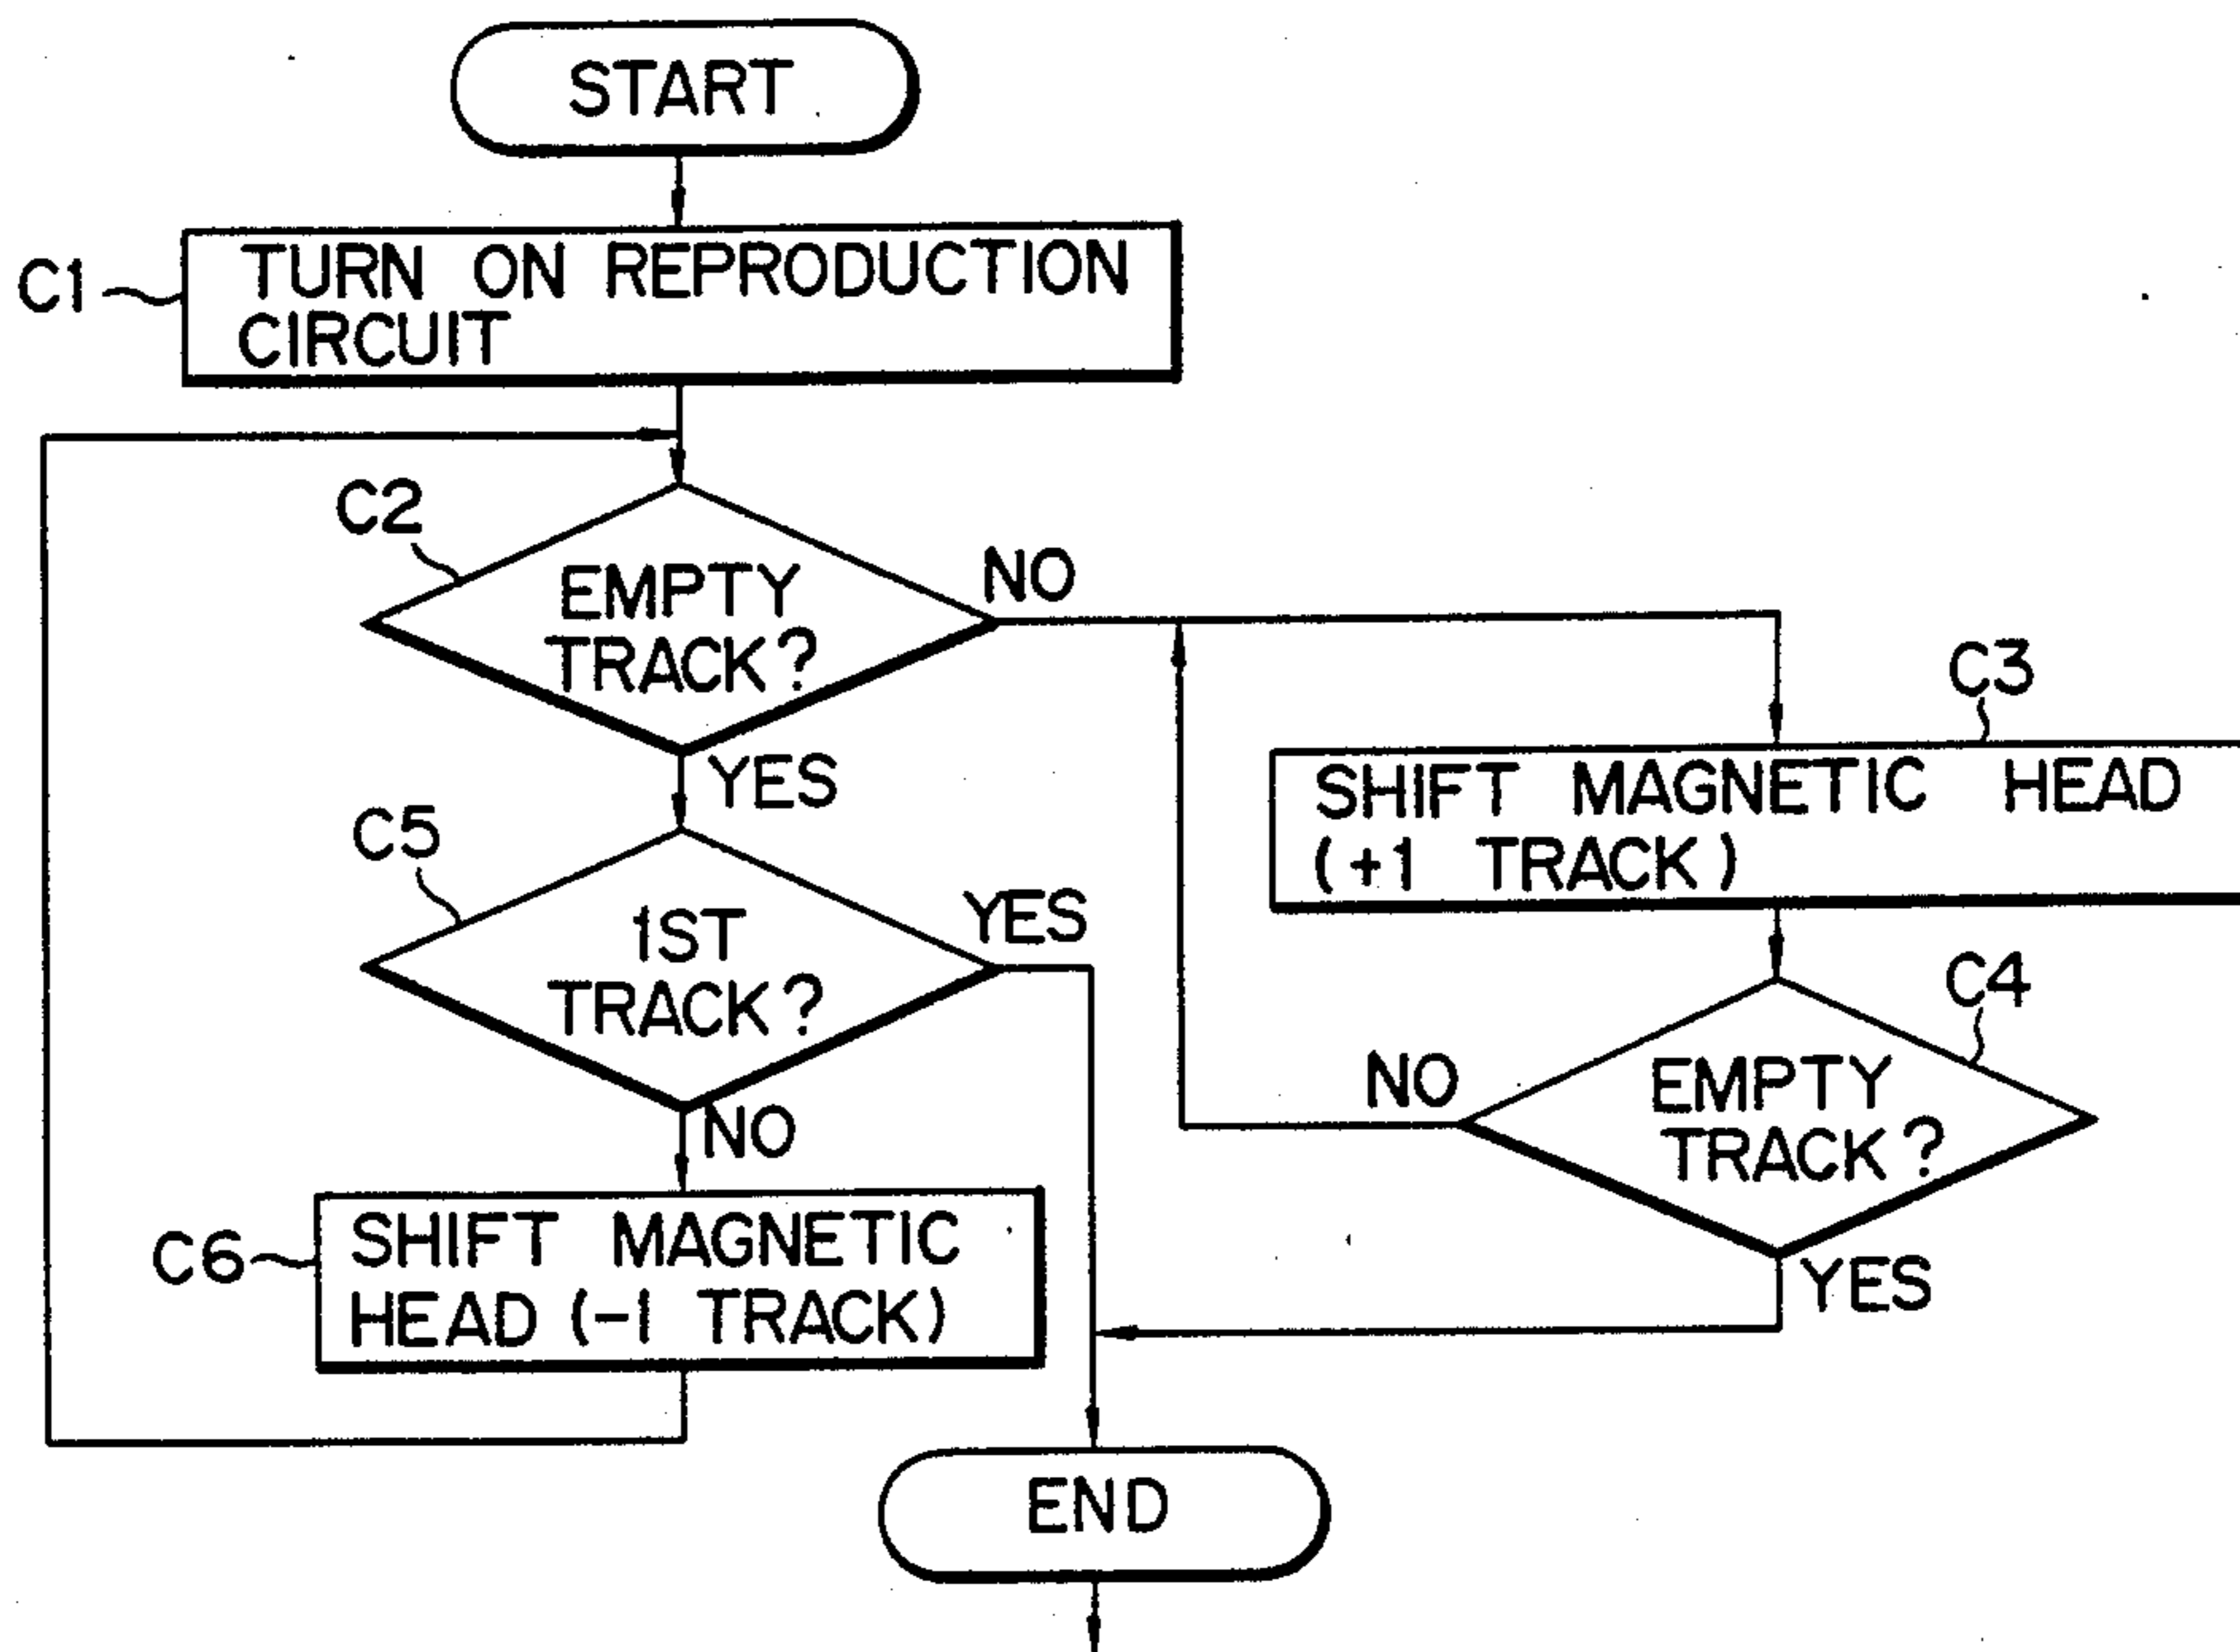 START
C1
TURN ON REPRODUCTION
CIRCUIT
C2
EMPTY
TRACK?
NO
YES
C3
SHIFT MAGNETIC HEAD
(+1 TRACK)
C5
1ST
TRACK?
YES
NO
C4
EMPTY
TRACK?
NO
YES
C6
SHIFT MAGNETIC
HEAD (-1 TRACK)
END